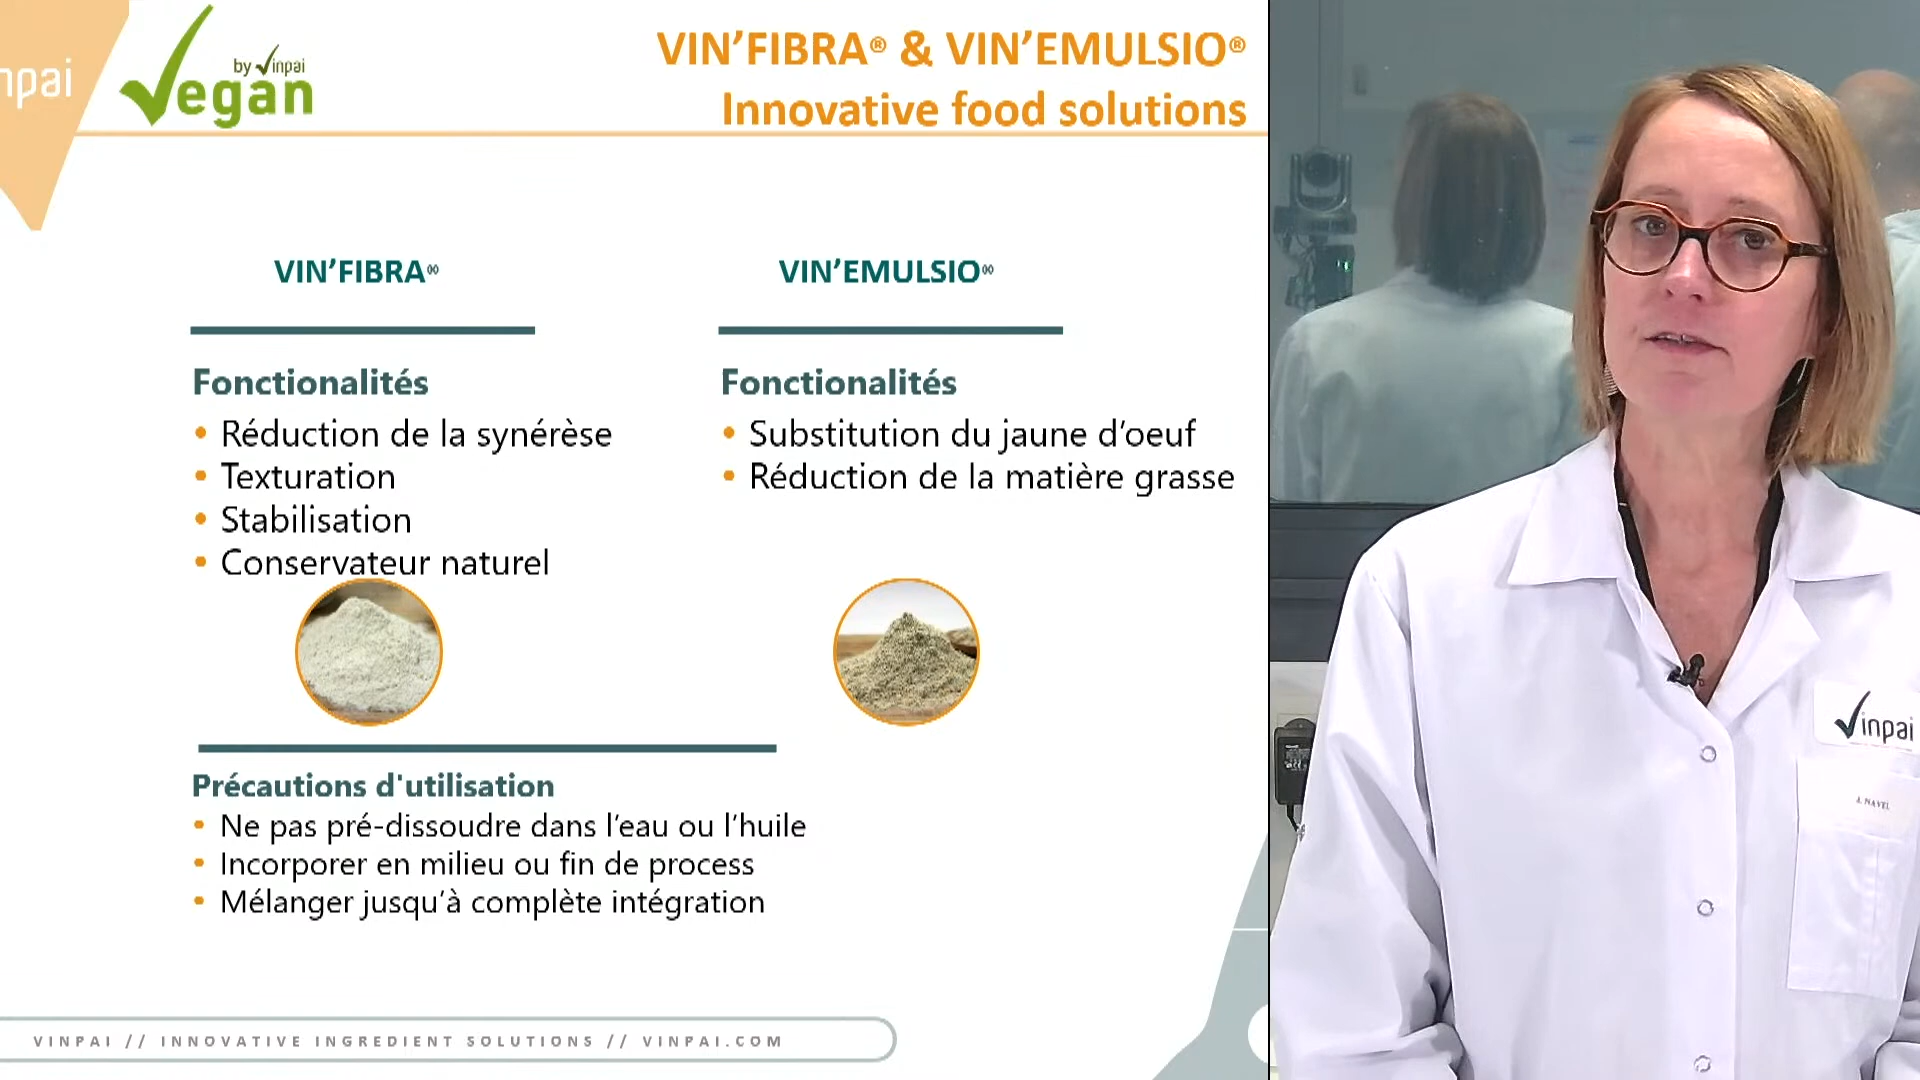 npai
by Vinpai
Vegan
VIN’FIBRA® & VIN’EMULSIO®
Innovative food solutions
VIN’FIBRA®
VIN’EMULSIO®
Fonctionalités
• Réduction de la synérèse
• Texturation
• Stabilisation
• Conservateur naturel
Fonctionalités
• Substitution du jaune d’oeuf
• Réduction de la matière grasse
Précautions d'utilisation
• Ne pas pré-dissoudre dans l’eau ou l’huile
• Incorporer en milieu ou fin de process
• Mélanger jusqu’à complète intégration
VINPAI // INNOVATIVE INGREDIENT SOLUTIONS // VINPAI.COM
Vinpai
J. NAVEL